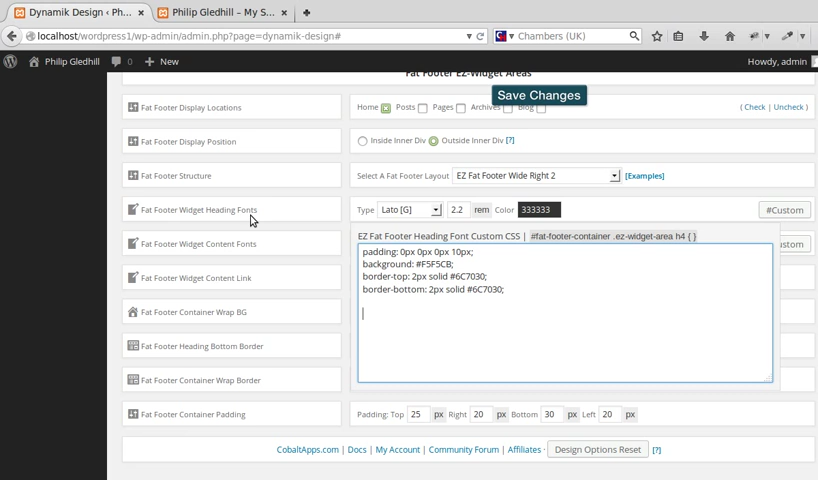 Dynamik Design ‹ Ph...
Philip Gledhill – My S...
localhost/wordpress1/wp-admin/admin.php?page=dynamik-design#
Chambers (UK)
Philip Gledhill
0
+ New
Howdy, admin
Fat Footer EZ-Widget Areas
Save Changes
Fat Footer Display Locations
Home Posts Pages Archives Blog
( Check | Uncheck )
Fat Footer Display Position
Inside Inner Div Outside Inner Div [?]
Fat Footer Structure
Select A Fat Footer Layout EZ Fat Footer Wide Right 2 [Examples]
Fat Footer Widget Heading Fonts
Type Lato [G] 2.2 rem Color 333333 #Custom
EZ Fat Footer Heading Font Custom CSS | #fat-footer-container .ez-widget-area h4 { }
Fat Footer Widget Content Fonts
padding: 0px 0px 0px 10px;
background: #F5F5CB;
border-top: 2px solid #6C7030;
border-bottom: 2px solid #6C7030;
Fat Footer Widget Content Link
Fat Footer Container Wrap BG
Fat Footer Heading Bottom Border
Fat Footer Container Wrap Border
Fat Footer Container Padding
Padding: Top 25 px Right 20 px Bottom 30 px Left 20 px
CobaltApps.com | Docs | My Account | Community Forum | Affiliates · Design Options Reset [?]